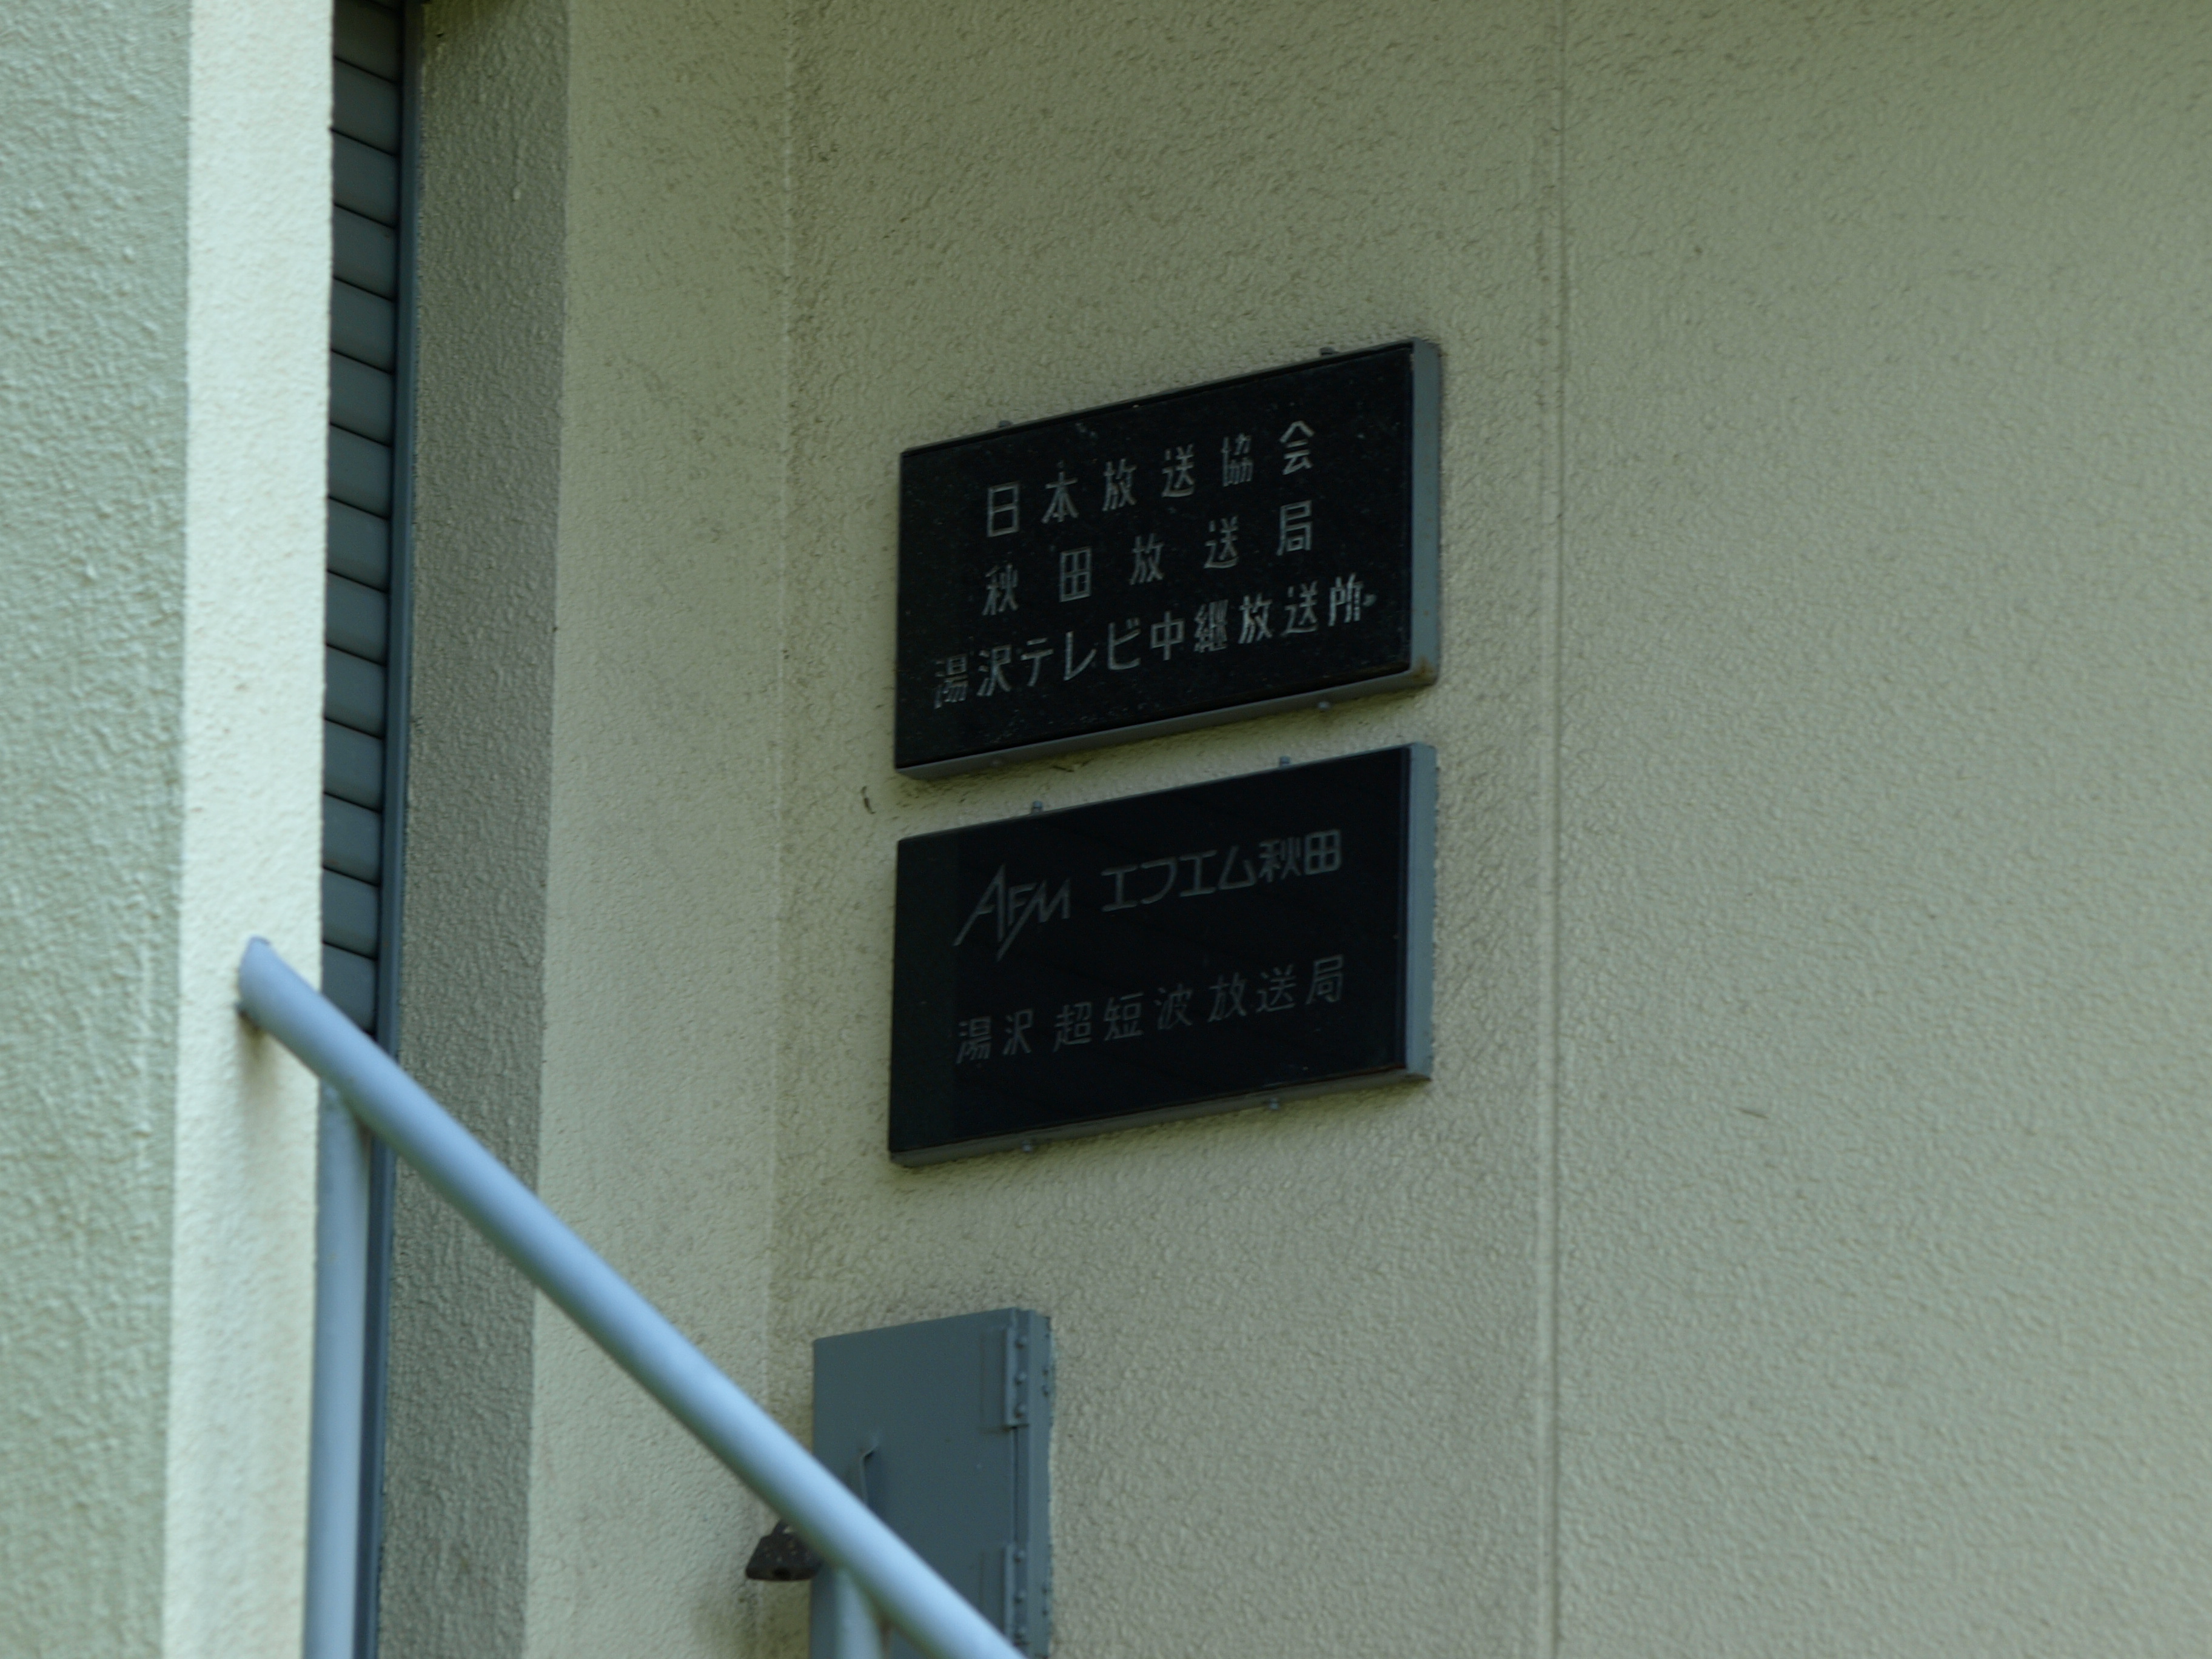 日本放送協会
秋田放送局
湯沢テレビ中継放送所
AFM エフエム秋田
湯沢超短波放送局